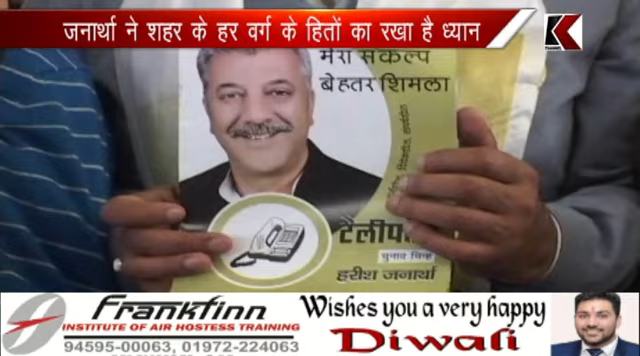 जनार्था ने शहर के हर वर्ग के हितों का रखा है ध्यान
K
मेरा संकल्प
बेहतर शिमला
चुनाव चिन्ह
हरीश जनार्था
Frankfinn
INSTITUTE OF AIR HOSTESS TRAINING
94595-00063, 01972-224063
Wishes you a very happy
Diwali